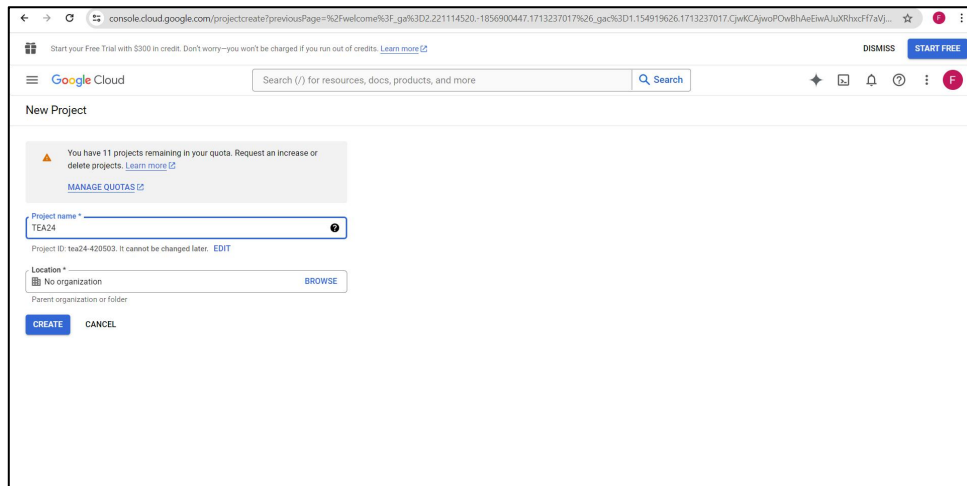 console.cloud.google.com/projectcreate?previousPage=%2Fwelcome%3F_ga%3D2.221114520.-1856900447.1713237017%26_gac%3D1.154919626.1713237017.CjwKCAjwoPOwBhAeEiwAJuXRhxcFf7aVj... F
Start your Free Trial with $300 in credit. Don't worry—you won't be charged if you run out of credits. Learn more DISMISS START FREE
Google Cloud Search (/) for resources, docs, products, and more Search F
New Project
You have 11 projects remaining in your quota. Request an increase or
delete projects. Learn more
MANAGE QUOTAS
Project name *
TEA24
Project ID: tea24-420503. It cannot be changed later. EDIT
Location *
No organization BROWSE
Parent organization or folder
CREATE CANCEL